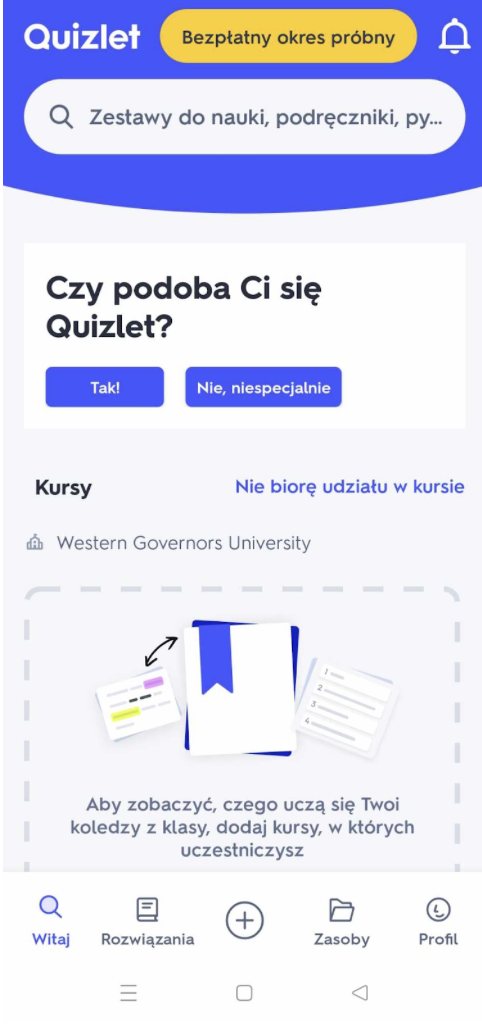 Quizlet
Bezpłatny okres próbny
Zestawy do nauki, podręczniki, py...
Czy podoba Ci się
Quizlet?
Tak!
Nie, niespecjalnie
Kursy
Nie biorę udziału w kursie
Western Governors University
1
2
3
4
Aby zobaczyć, czego uczą się Twoi
koledzy z klasy, dodaj kursy, w których
uczestniczysz
Witaj
Rozwiązania
Zasoby
Profil